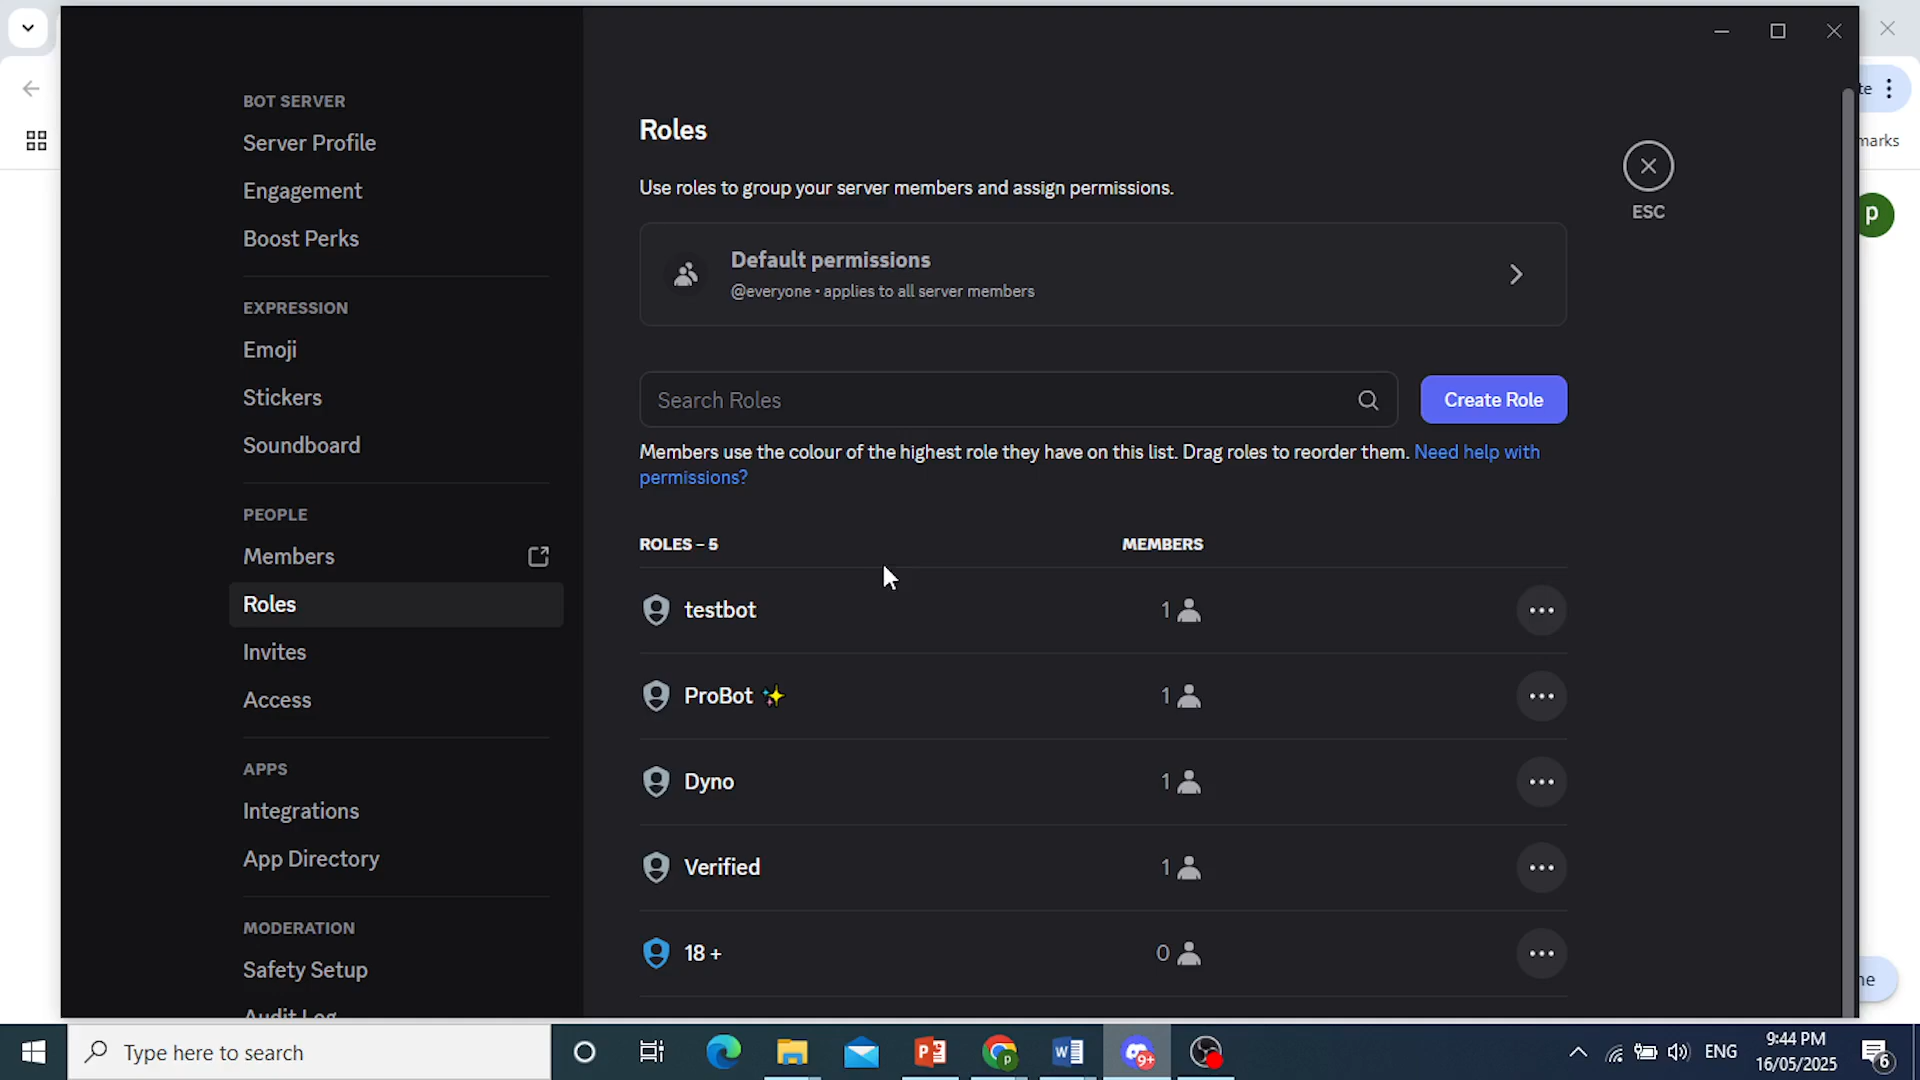 BOT SERVER
Server Profile
Engagement
Boost Perks
EXPRESSION
Emoji
Stickers
Soundboard
PEOPLE
Members
Roles
Invites
Access
APPS
Integrations
App Directory
MODERATION
Safety Setup
Audit Log
Roles
Use roles to group your server members and assign permissions.
ESC
Default permissions
@everyone • applies to all server members
Search Roles
Create Role
Members use the colour of the highest role they have on this list. Drag roles to reorder them. Need help with
permissions?
ROLES – 5 MEMBERS
testbot 1
ProBot ✨ 1
Dyno 1
Verified 1
18 + 0
p
Type here to search
9+
ENG
9:44 PM
16/05/2025
6